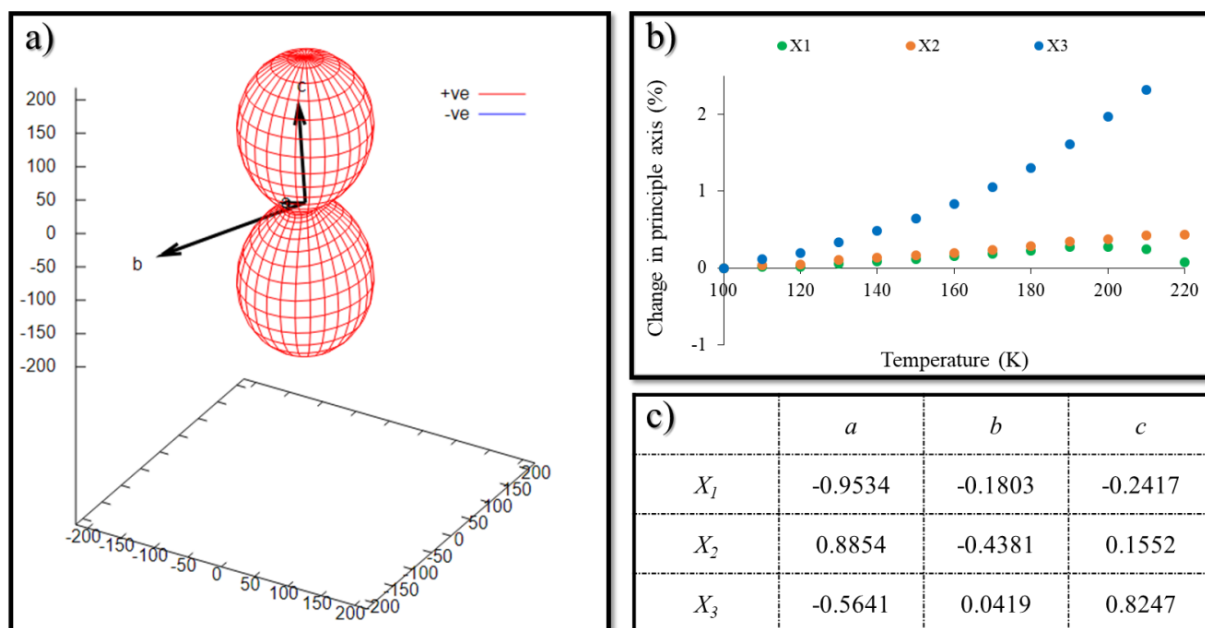 a)
c
+ve
-ve
b
200
150
100
50
0
-50
-100
-150
-200
-200 -150 -100 -50 0 50 100 150 200
-200 -150 -100 -50 0 50 100 150 200
b)
X1 X2 X3
Change in principle axis (%)
2
1
0
-1
100 120 140 160 180 200 220
Temperature (K)
c)
a b c
X1 -0.9534 -0.1803 -0.2417
X2 0.8854 -0.4381 0.1552
X3 -0.5641 0.0419 0.8247